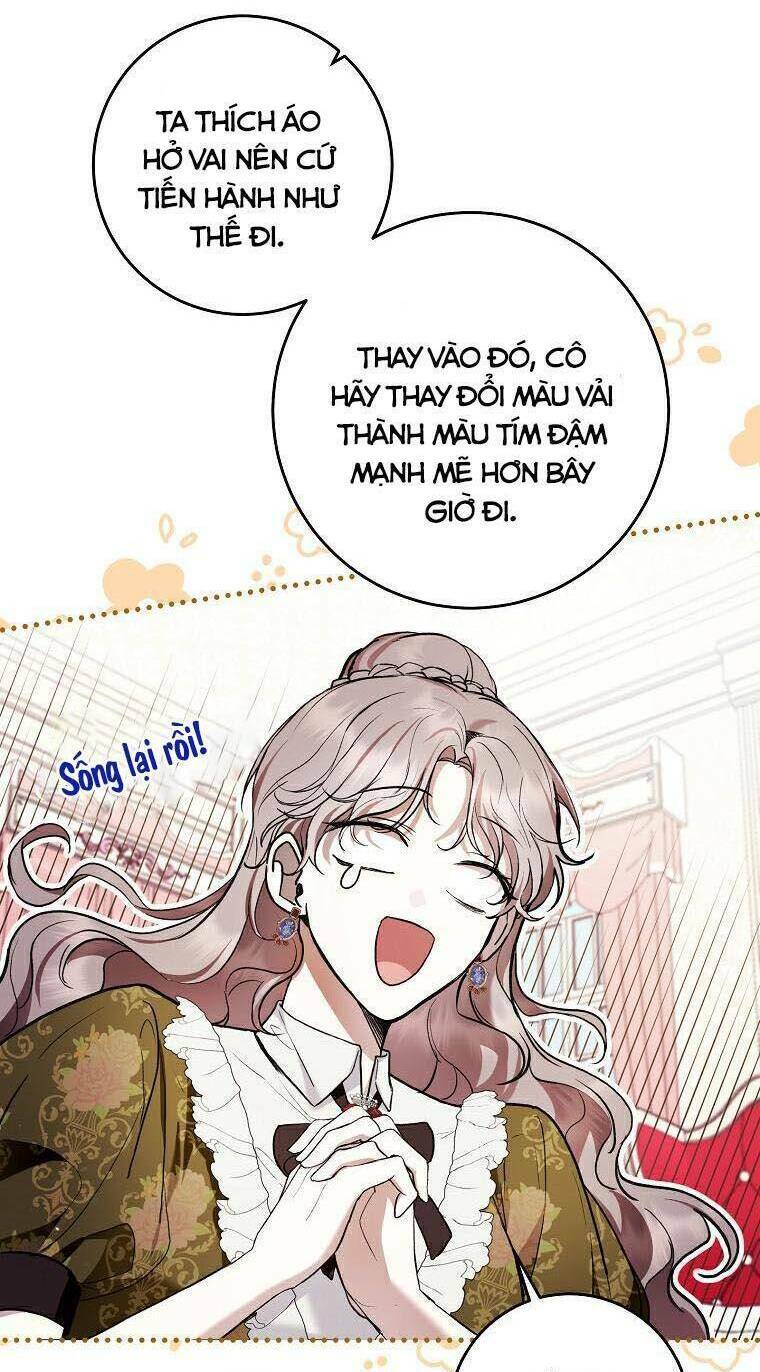 TA THÍCH ÁO
HỞ VAI NÊN CỨ
TIẾN HÀNH NHƯ
THẾ ĐI.
THAY VÀO ĐÓ, CÔ
HÃY THAY ĐỔI MÀU VẢI
THÀNH MÀU TÍM ĐẬM
MẠNH MẼ HƠN BÂY
GIỜ ĐI.
Sống lại rồi!